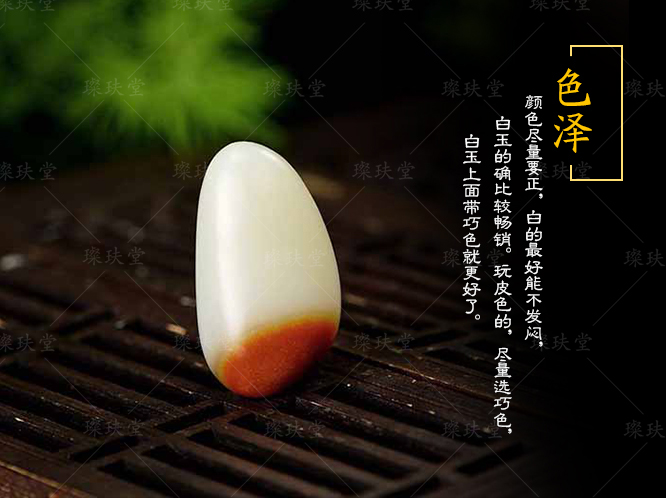 色泽
颜色尽量要正，白的最好能不发闷，
白玉的确比较畅销。玩皮色的，尽量选巧色，
白玉上面带巧色就更好了。
璨玞堂